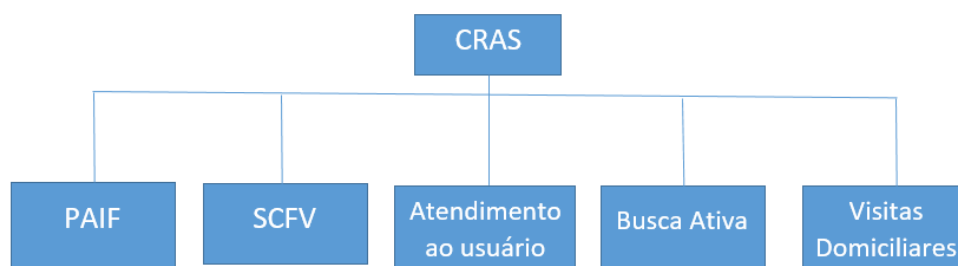 CRAS
PAIF
SCFV
Atendimento
ao usuário
Busca Ativa
Visitas
Domiciliares